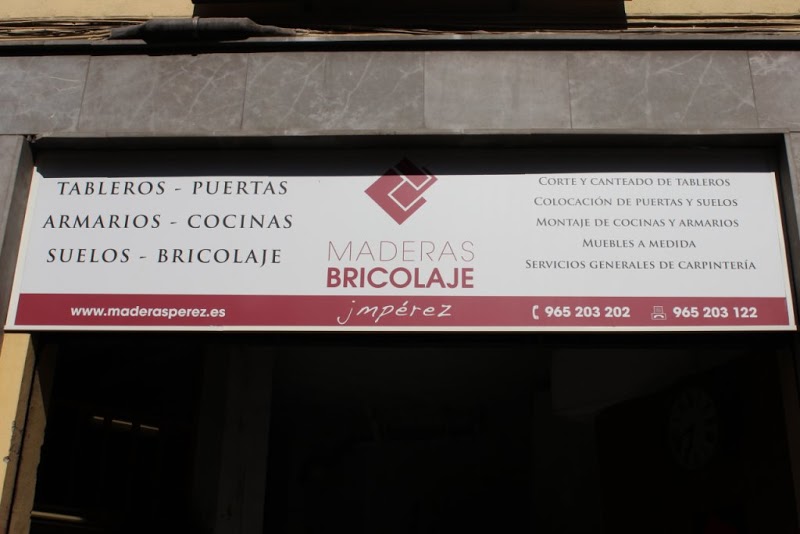 TABLEROS - PUERTAS
ARMARIOS - COCINAS
SUELOS - BRICOLAJE
MADERAS
BRICOLAJE
CORTE Y CANTEADO DE TABLEROS
COLOCACIÓN DE PUERTAS Y SUELOS
MONTAJE DE COCINAS Y ARMARIOS
MUEBLES A MEDIDA
SERVICIOS GENERALES DE CARPINTERÍA
www.maderasperez.es
jmpérez
965 203 202
965 203 122